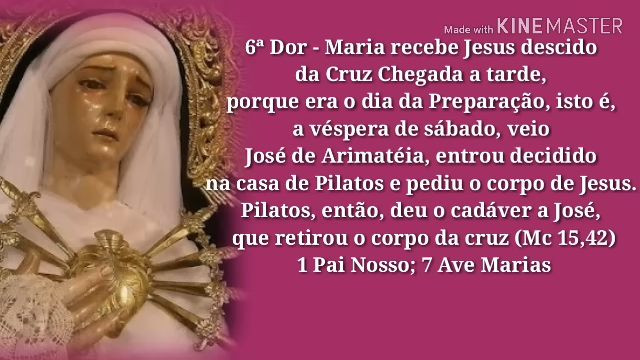 Made with KINEMASTER
6ª Dor - Maria recebe Jesus descido
da Cruz Chegada a tarde,
porque era o dia da Preparação, isto é,
a véspera de sábado, veio
José de Arimatéia, entrou decidido
na casa de Pilatos e pediu o corpo de Jesus.
Pilatos, então, deu o cadáver a José,
que retirou o corpo da cruz (Mc 15,42)
1 Pai Nosso; 7 Ave Marias